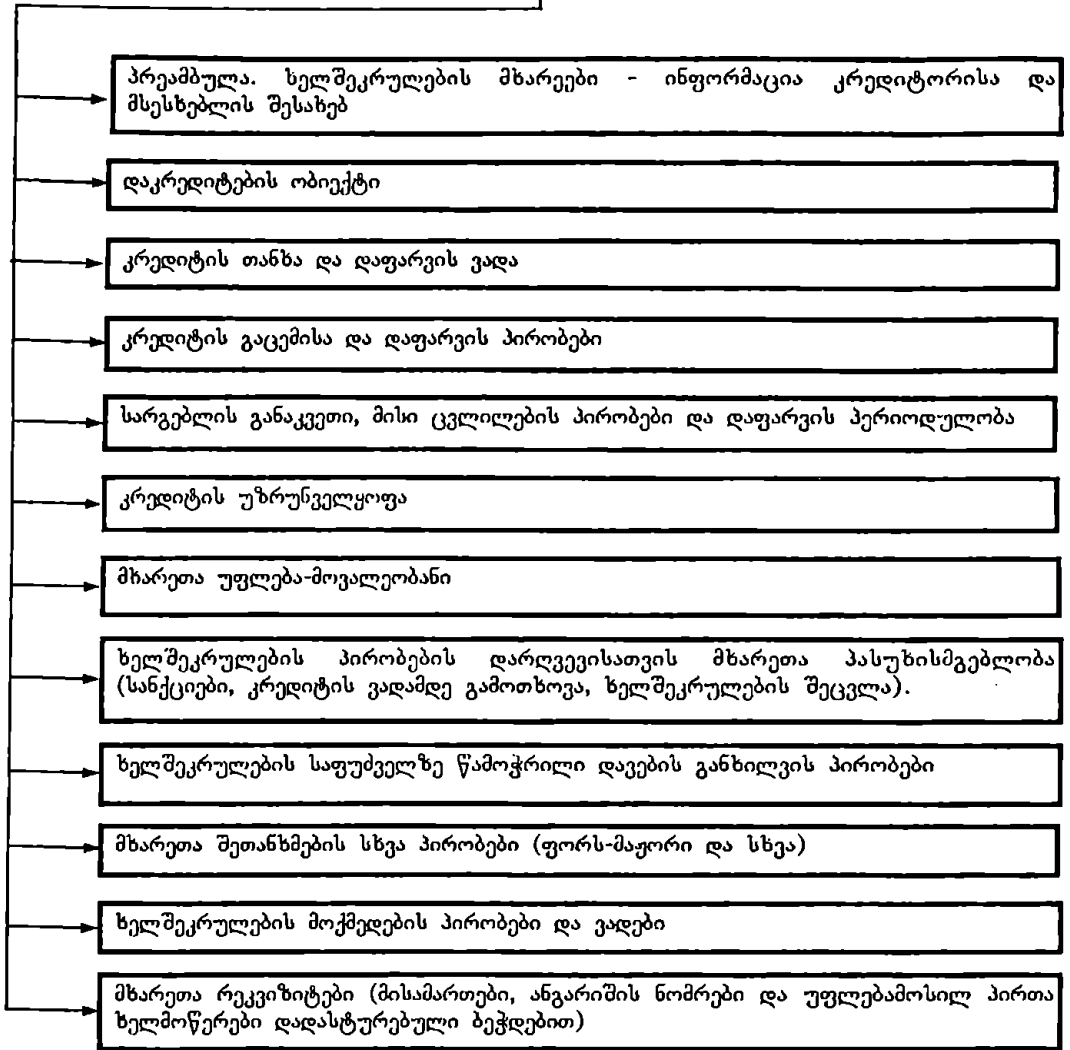 პრეამბულა. ხელშეკრულების მხარეები - ინფორმაცია კრედიტორისა და
მსესხებლის შესახებ
დაკრედიტების ობიექტი
კრედიტის თანხა და დაფარვის ვადა
კრედიტის გაცემისა და დაფარვის პირობები
სარგებლის განაკვეთი, მისი ცვლილების პირობები და დაფარვის პერიოდულობა
კრედიტის უზრუნველყოფა
მხარეთა უფლება-მოვალეობანი
ხელშეკრულების პირობების დარღვევისათვის მხარეთა პასუხისმგებლობა
(სანქციები, კრედიტის ვადამდე გამოთხოვა, ხელშეკრულების შეცვლა).
ხელშეკრულების საფუძველზე წამოჭრილი დავების განხილვის პირობები
მხარეთა შეთანხმების სხვა პირობები (ფორს-მაჟორი და სხვა)
ხელშეკრულების მოქმედების პირობები და ვადები
მხარეთა რეკვიზიტები (მისამართები, ანგარიშის ნომრები და უფლებამოსილ პირთა
ხელმოწერები დადასტურებული ბეჭდებით)